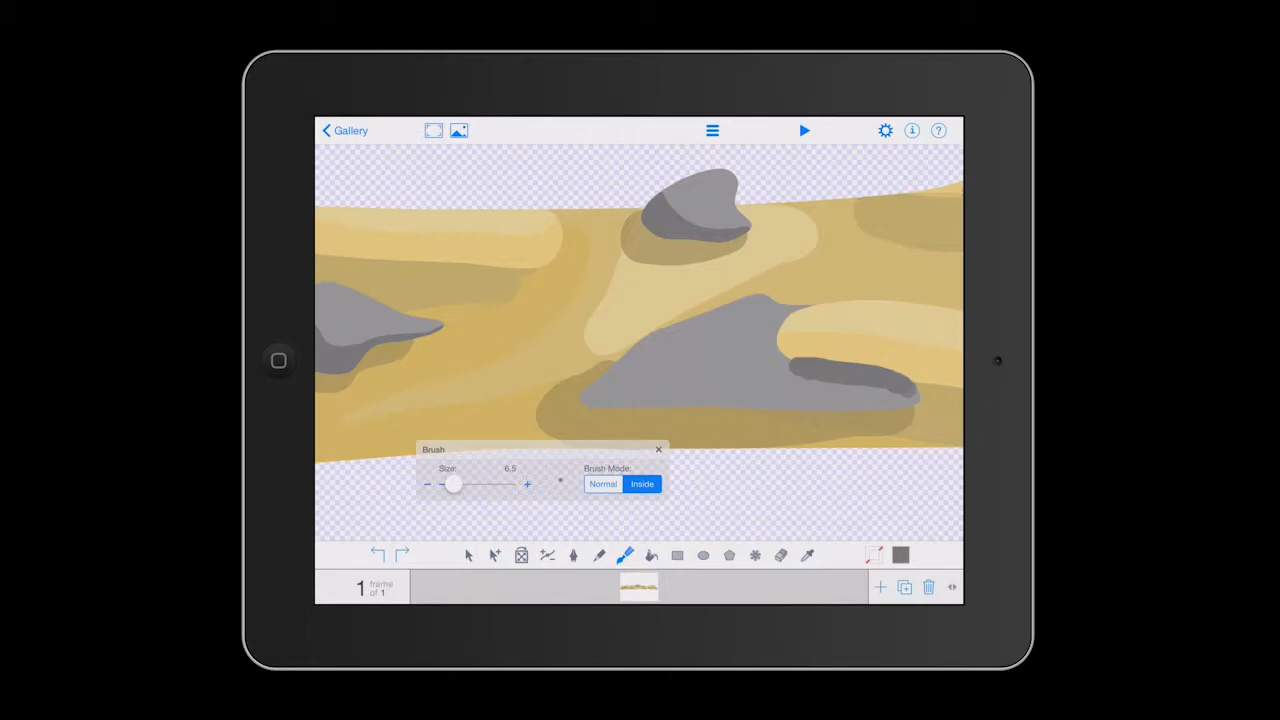 Gallery
Brush
Size: 6.5 Brush Mode:
Normal Inside
1 frame of 1